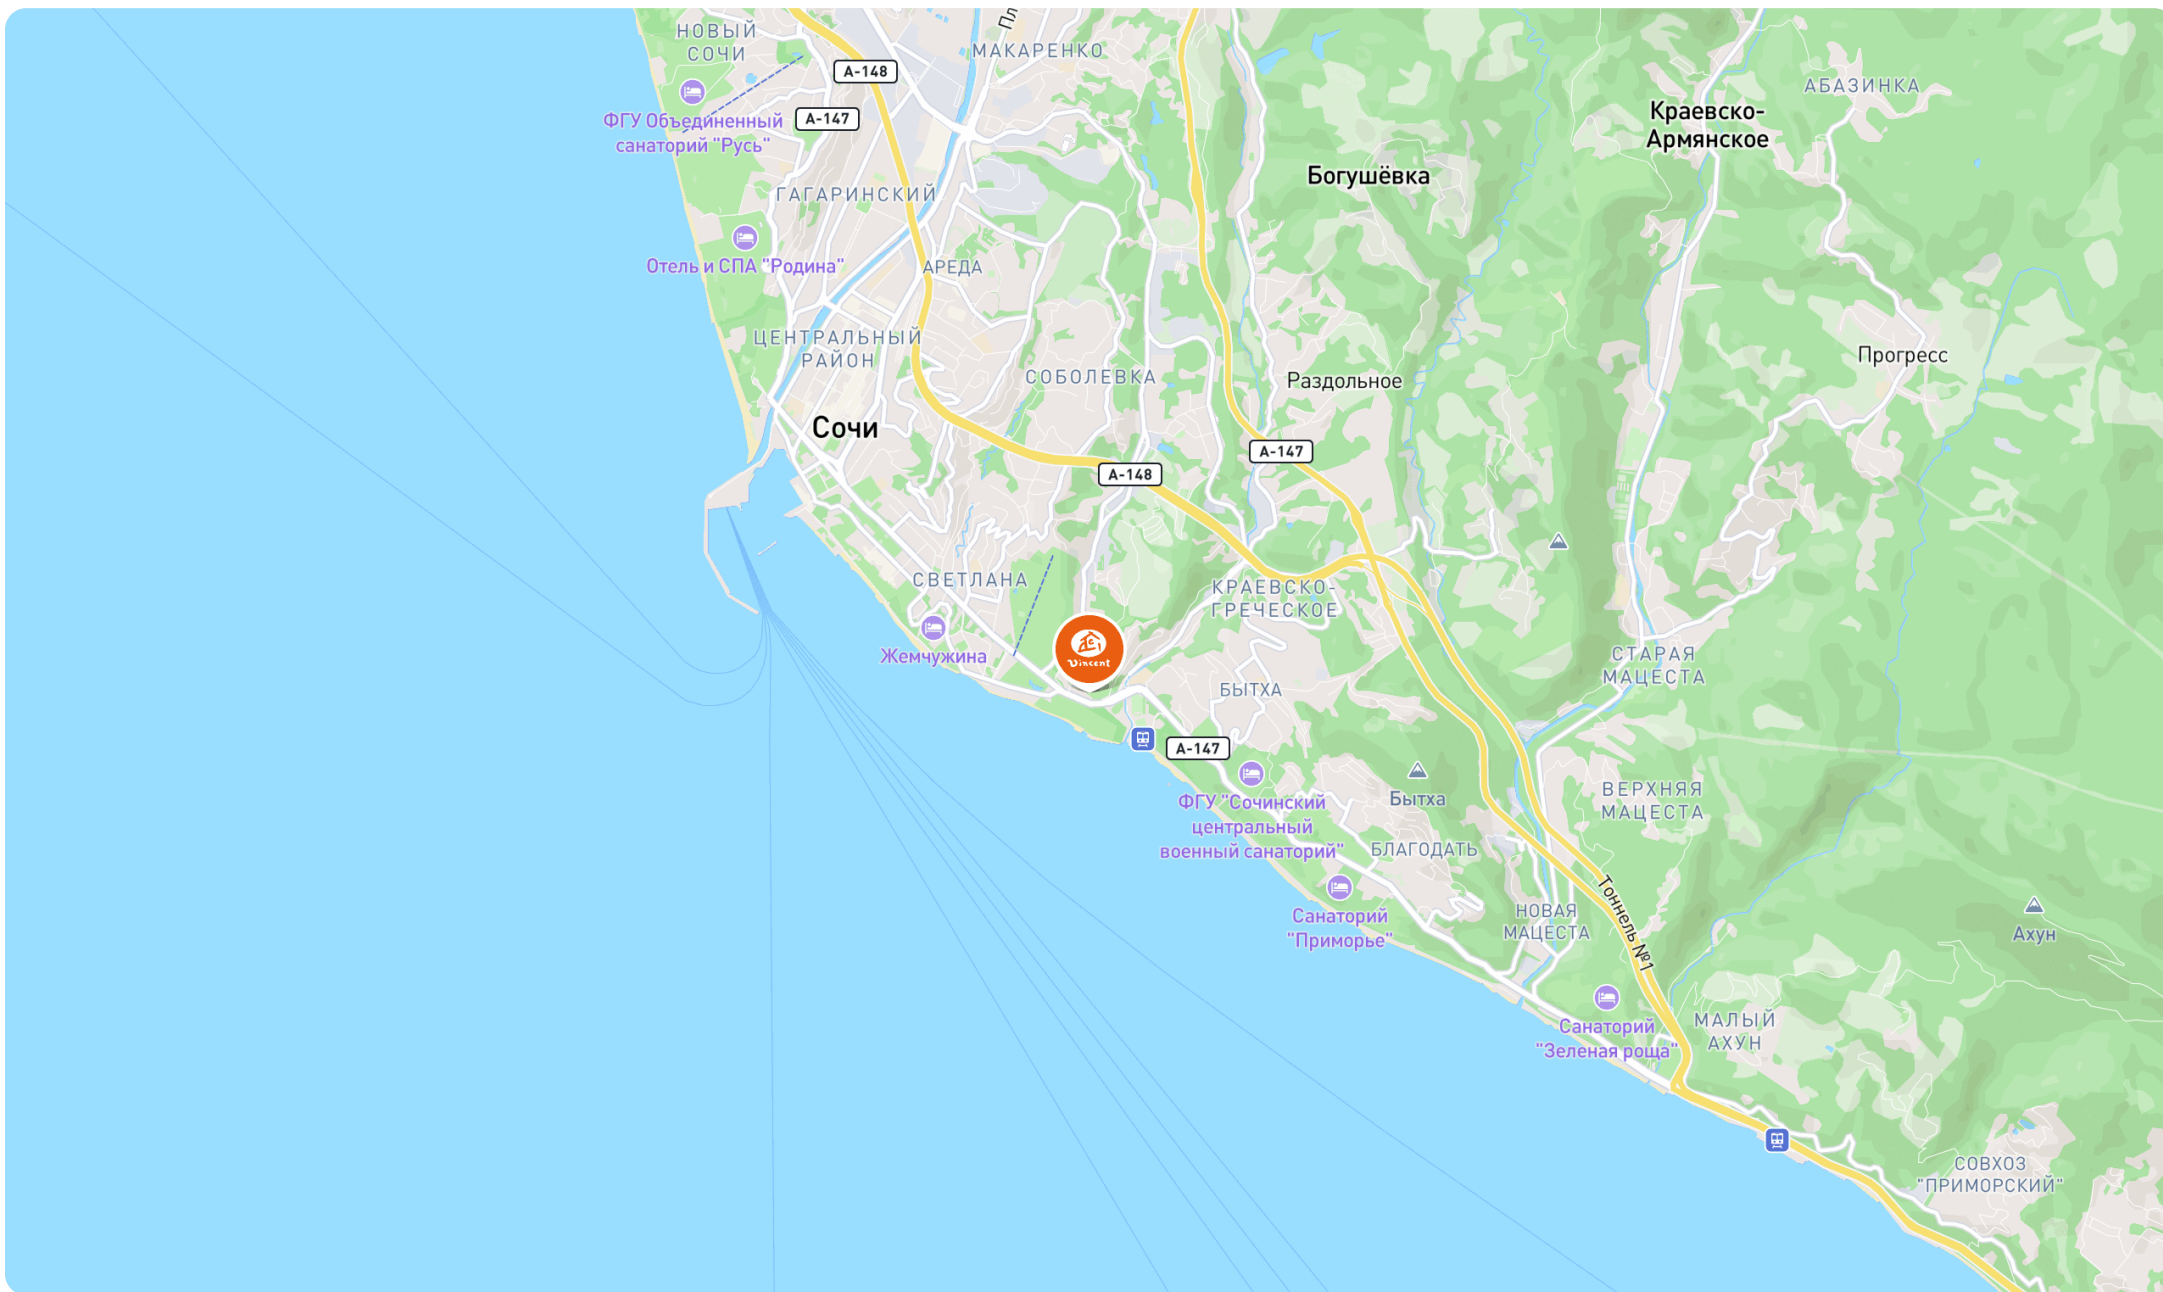 НОВЫЙ
СОЧИ
Пл
МАКАРЕНКО
А-148
АБАЗИНКА
Краевско-
Армянское
ФГУ Объединенный
санаторий "Русь"
А-147
Богушёвка
ГАГАРИНСКИЙ
Отель и СПА "Родина"
АРЕДА
ЦЕНТРАЛЬНЫЙ
РАЙОН
Прогресс
СОБОЛЕВКА
Раздольное
Сочи
А-147
А-148
СВЕТЛАНА
КРАЕВСКО-
ГРЕЧЕСКОЕ
Vincent
Жемчужина
СТАРАЯ
МАЦЕСТА
БЫТХА
А-147
ФГУ "Сочинский
центральный
военный санаторий"
Бытха
ВЕРХНЯЯ
МАЦЕСТА
БЛАГОДАТЬ
Тоннель №1
Санаторий
"Приморье"
НОВАЯ
МАЦЕСТА
Ахун
Санаторий
"Зеленая роща"
МАЛЫЙ
АХУН
СОВХОЗ
"ПРИМОРСКИЙ"